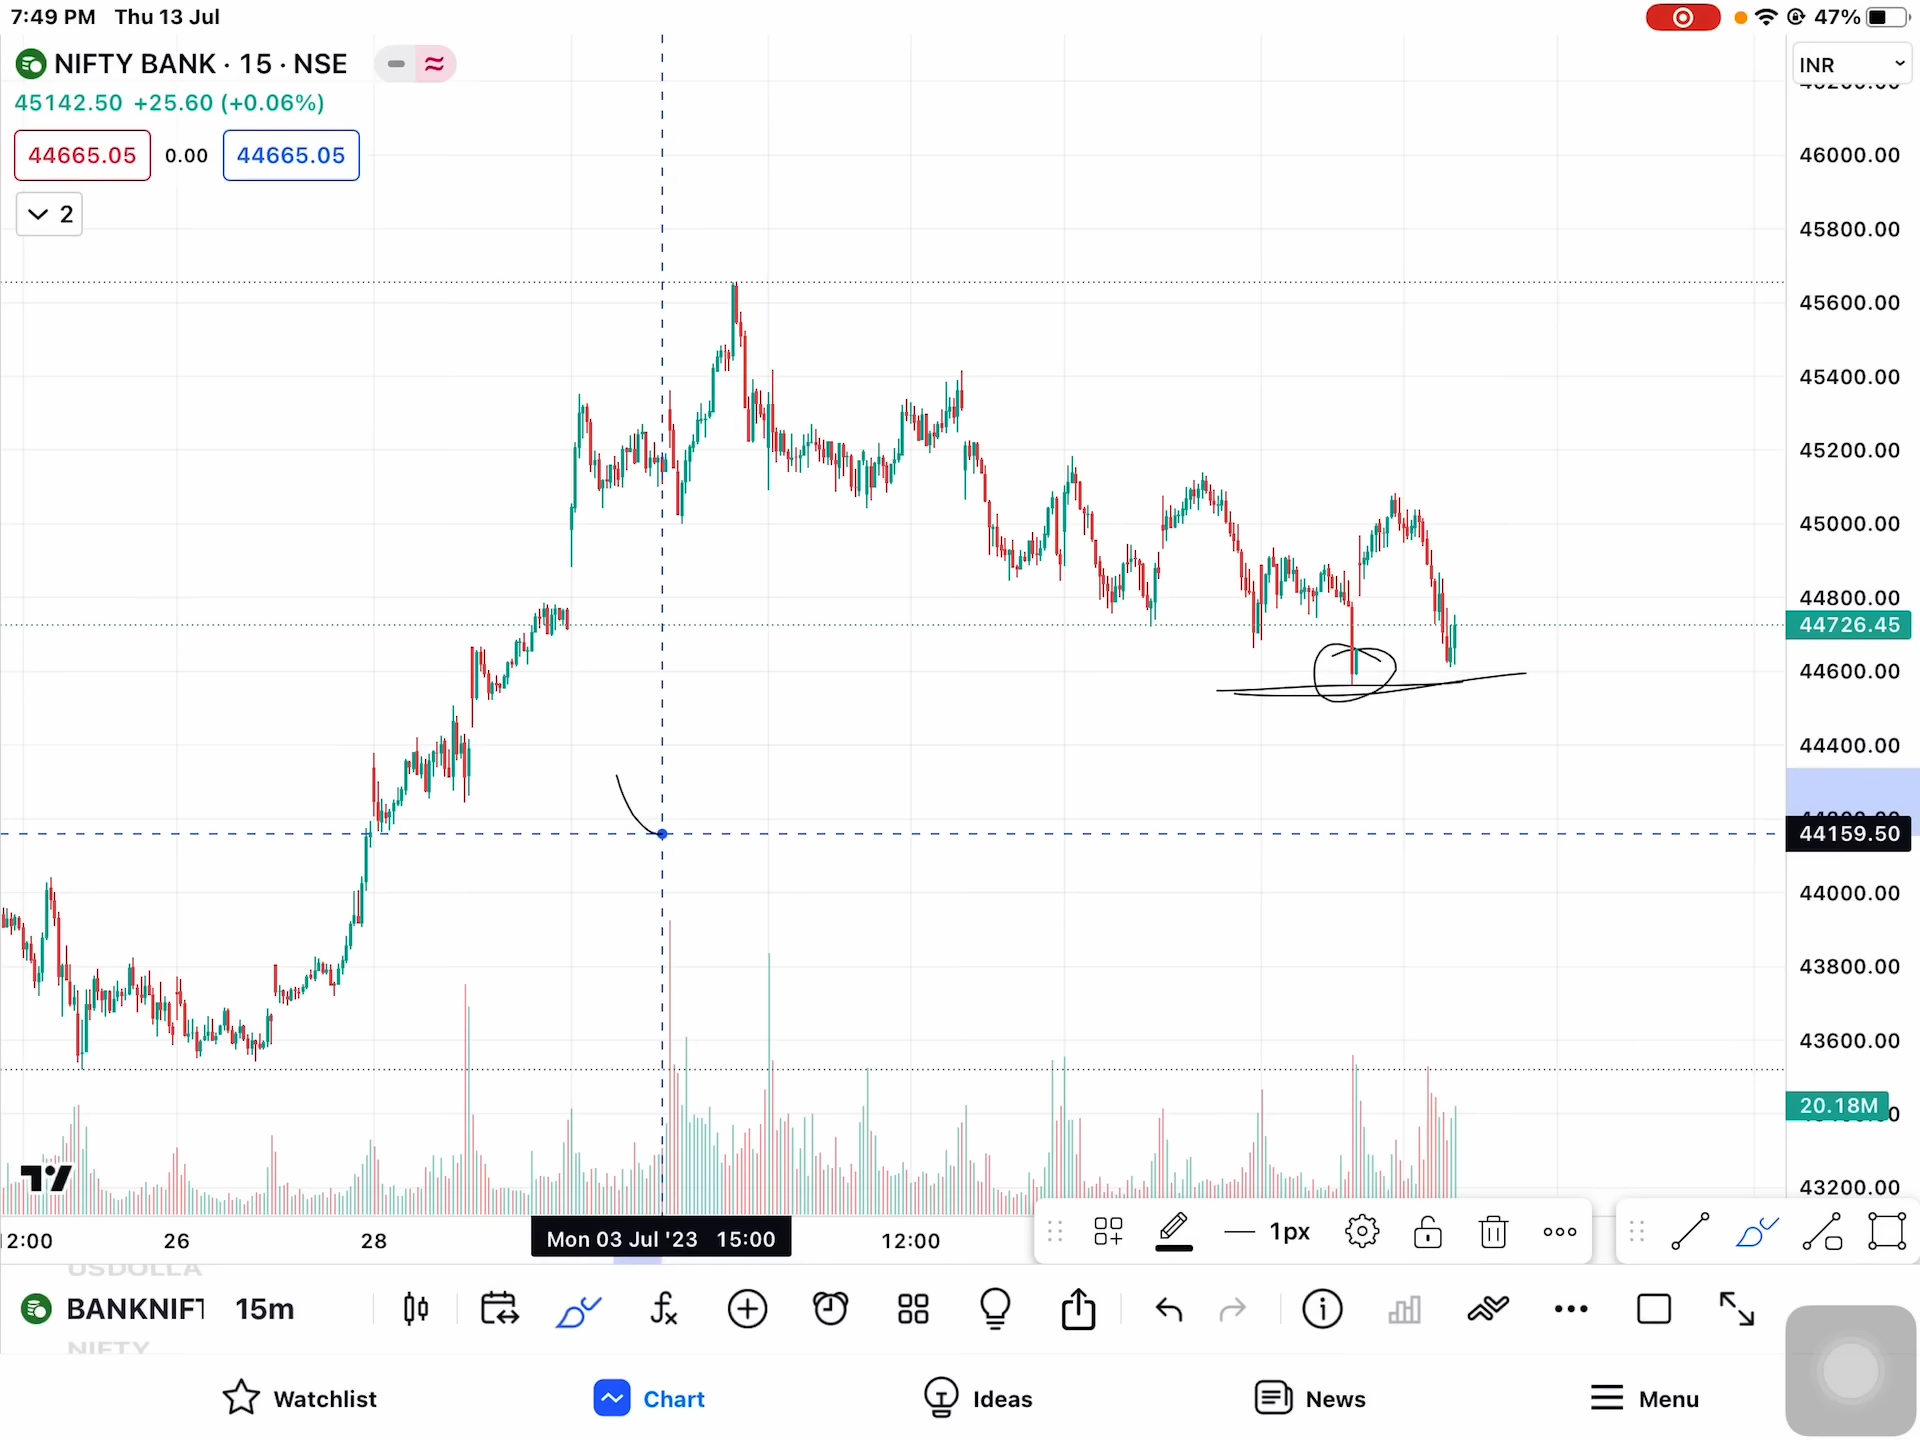 7:49 PM Thu 13 Jul
47%
NIFTY BANK · 15 · NSE
INR
45142.50 +25.60 (+0.06%)
44665.05 0.00 44665.05
2
46000.00
45800.00
45600.00
45400.00
45200.00
45000.00
44800.00
44726.45
44600.00
44400.00
44159.50
44000.00
43800.00
43600.00
20.18M
43200.00
26
28
Mon 03 Jul '23 15:00
12:00
1px
USDOLLA
BANKNIFT
15m
NIFTY
Watchlist
Chart
Ideas
News
Menu